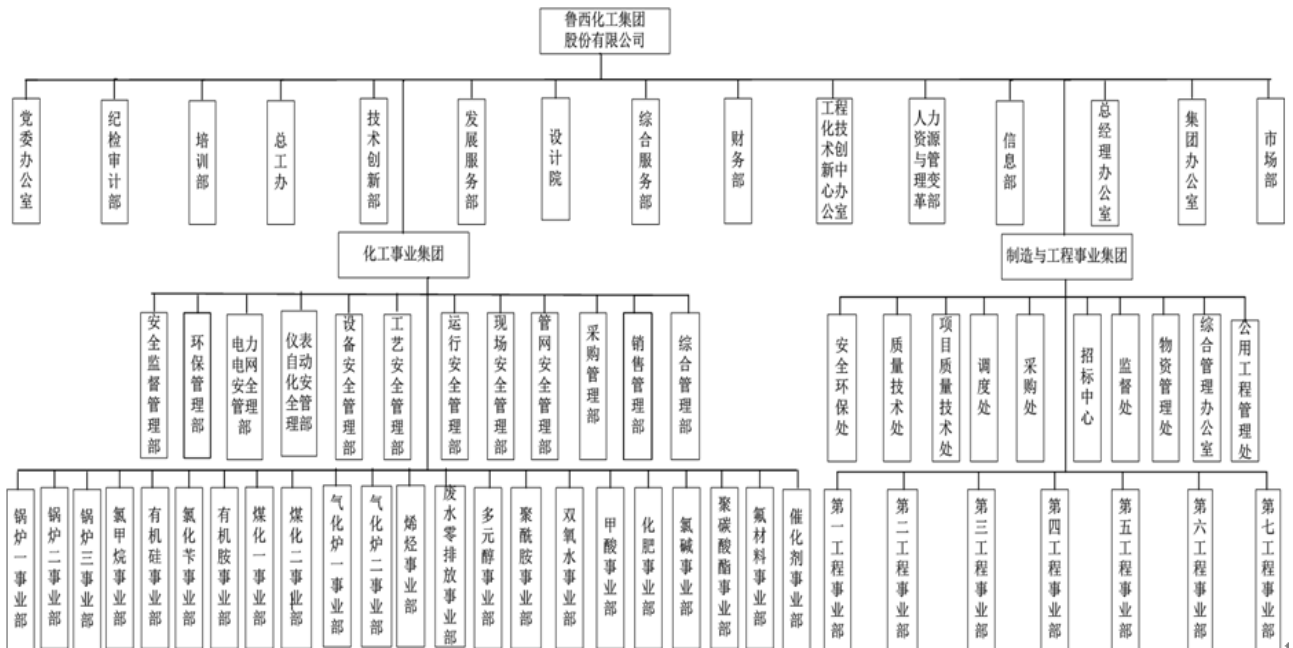 鲁西化工集团
股份有限公司
党委办公室
纪检审计部
培训部
总工办
技术创新部
发展服务部
设计院
综合服务部
财务部
化工工程技术创新中心办公室
人力资源管理与变革部
信息部
总经理办公室
集团办公室
市场部
化工事业集团
制造与工程事业集团
安全监督管理部
环保管理部
电力电网安全管理部
仪表自动化安全管理部
设备安全管理部
工艺安全管理部
运行安全管理部
现场安全管理部
管网安全管理部
采购管理部
销售管理部
综合管理部
安全环保处
质量技术处
项目质量技术处
调度处
采购处
招标中心
监督处
物资管理处
综合管理办公室
公用工程管理处
锅炉一事业部
锅炉二事业部
锅炉三事业部
氯甲烷事业部
有机硅事业部
氯化苄事业部
有机胺事业部
煤化一事业部
煤化二事业部
气化炉一事业部
气化炉二事业部
烯烃事业部
废水零排放事业部
多元醇事业部
聚酰胺事业部
双氧水事业部
甲酸事业部
化肥事业部
氯碱事业部
聚碳酸酯事业部
氟材料事业部
催化剂事业部
第一工程事业部
第二工程事业部
第三工程事业部
第四工程事业部
第五工程事业部
第六工程事业部
第七工程事业部